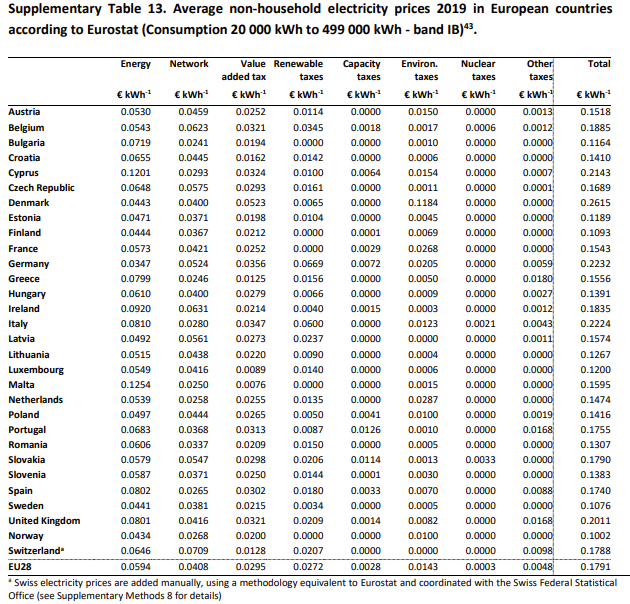 Supplementary Table 13. Average non-household electricity prices 2019 in European countries
according to Eurostat (Consumption 20 000 kWh to 499 000 kWh - band IB)⁴³.
Energy Network Value Renewable Capacity Environ. Nuclear Other Total
added tax taxes taxes taxes taxes taxes
€ kWh⁻¹ € kWh⁻¹ € kWh⁻¹ € kWh⁻¹ € kWh⁻¹ € kWh⁻¹ € kWh⁻¹ € kWh⁻¹ € kWh⁻¹
Austria 0.0530 0.0459 0.0252 0.0114 0.0000 0.0150 0.0000 0.0013 0.1518
Belgium 0.0543 0.0623 0.0321 0.0345 0.0018 0.0017 0.0006 0.0012 0.1885
Bulgaria 0.0719 0.0241 0.0194 0.0000 0.0000 0.0010 0.0000 0.0000 0.1164
Croatia 0.0655 0.0445 0.0162 0.0142 0.0000 0.0006 0.0000 0.0000 0.1410
Cyprus 0.1201 0.0293 0.0324 0.0100 0.0064 0.0154 0.0000 0.0007 0.2143
Czech Republic 0.0648 0.0575 0.0293 0.0161 0.0000 0.0011 0.0000 0.0001 0.1689
Denmark 0.0443 0.0400 0.0523 0.0065 0.0000 0.1184 0.0000 0.0000 0.2615
Estonia 0.0471 0.0371 0.0198 0.0104 0.0000 0.0045 0.0000 0.0000 0.1189
Finland 0.0444 0.0367 0.0212 0.0000 0.0001 0.0069 0.0000 0.0000 0.1093
France 0.0573 0.0421 0.0252 0.0000 0.0029 0.0268 0.0000 0.0000 0.1543
Germany 0.0347 0.0524 0.0356 0.0669 0.0072 0.0205 0.0000 0.0059 0.2232
Greece 0.0799 0.0246 0.0125 0.0156 0.0000 0.0050 0.0000 0.0180 0.1556
Hungary 0.0610 0.0400 0.0279 0.0066 0.0000 0.0009 0.0000 0.0027 0.1391
Ireland 0.0920 0.0631 0.0214 0.0040 0.0015 0.0003 0.0000 0.0012 0.1835
Italy 0.0810 0.0280 0.0347 0.0600 0.0000 0.0123 0.0021 0.0043 0.2224
Latvia 0.0492 0.0561 0.0273 0.0237 0.0000 0.0000 0.0000 0.0011 0.1574
Lithuania 0.0515 0.0438 0.0220 0.0090 0.0000 0.0004 0.0000 0.0000 0.1267
Luxembourg 0.0549 0.0416 0.0089 0.0140 0.0000 0.0006 0.0000 0.0000 0.1200
Malta 0.1254 0.0250 0.0076 0.0000 0.0000 0.0015 0.0000 0.0000 0.1595
Netherlands 0.0539 0.0258 0.0255 0.0135 0.0000 0.0287 0.0000 0.0000 0.1474
Poland 0.0497 0.0444 0.0265 0.0050 0.0041 0.0100 0.0000 0.0019 0.1416
Portugal 0.0683 0.0368 0.0313 0.0087 0.0126 0.0010 0.0000 0.0168 0.1755
Romania 0.0606 0.0337 0.0209 0.0150 0.0000 0.0005 0.0000 0.0000 0.1307
Slovakia 0.0579 0.0547 0.0298 0.0206 0.0114 0.0013 0.0033 0.0000 0.1790
Slovenia 0.0587 0.0371 0.0250 0.0144 0.0001 0.0030 0.0000 0.0000 0.1383
Spain 0.0802 0.0265 0.0302 0.0180 0.0033 0.0070 0.0000 0.0088 0.1740
Sweden 0.0441 0.0381 0.0215 0.0034 0.0000 0.0005 0.0000 0.0000 0.1076
United Kingdom 0.0801 0.0416 0.0321 0.0209 0.0014 0.0082 0.0000 0.0168 0.2011
Norway 0.0434 0.0268 0.0200 0.0000 0.0000 0.0100 0.0000 0.0000 0.1002
Switzerlandᵃ 0.0646 0.0709 0.0128 0.0207 0.0000 0.0000 0.0000 0.0098 0.1788
EU28 0.0594 0.0408 0.0295 0.0272 0.0028 0.0143 0.0003 0.0048 0.1791
ᵃ Swiss electricity prices are added manually, using a methodology equivalent to Eurostat and coordinated with the Swiss Federal Statistical
Office (see Supplementary Methods 8 for details)